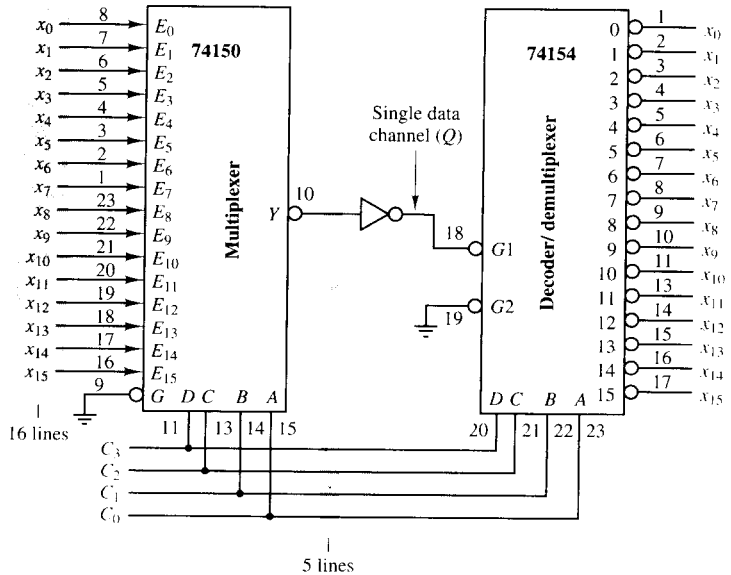 x₀ 8 E₀
x₁ 7 E₁
x₂ 6 E₂
x₃ 5 E₃
x₄ 4 E₄
x₅ 3 E₅
x₆ 2 E₆
x₇ 1 E₇
x₈ 23 E₈
x₉ 22 E₉
x₁₀ 21 E₁₀
x₁₁ 20 E₁₁
x₁₂ 19 E₁₂
x₁₃ 18 E₁₃
x₁₄ 17 E₁₄
x₁₅ 16 E₁₅
9 G D C B A
16 lines
74150
Multiplexer
Y 10
11 13 14 15
Single data
channel (Q)
18 G1
19 G2
74154
Decoder/ demultiplexer
0 1 x₀
1 2 x₁
2 3 x₂
3 4 x₃
4 5 x₄
5 6 x₅
6 7 x₆
7 8 x₇
8 9 x₈
9 10 x₉
10 11 x₁₀
11 13 x₁₁
12 14 x₁₂
13 15 x₁₃
14 16 x₁₄
15 17 x₁₅
D C B A
20 21 22 23
C₃
C₂
C₁
C₀
5 lines